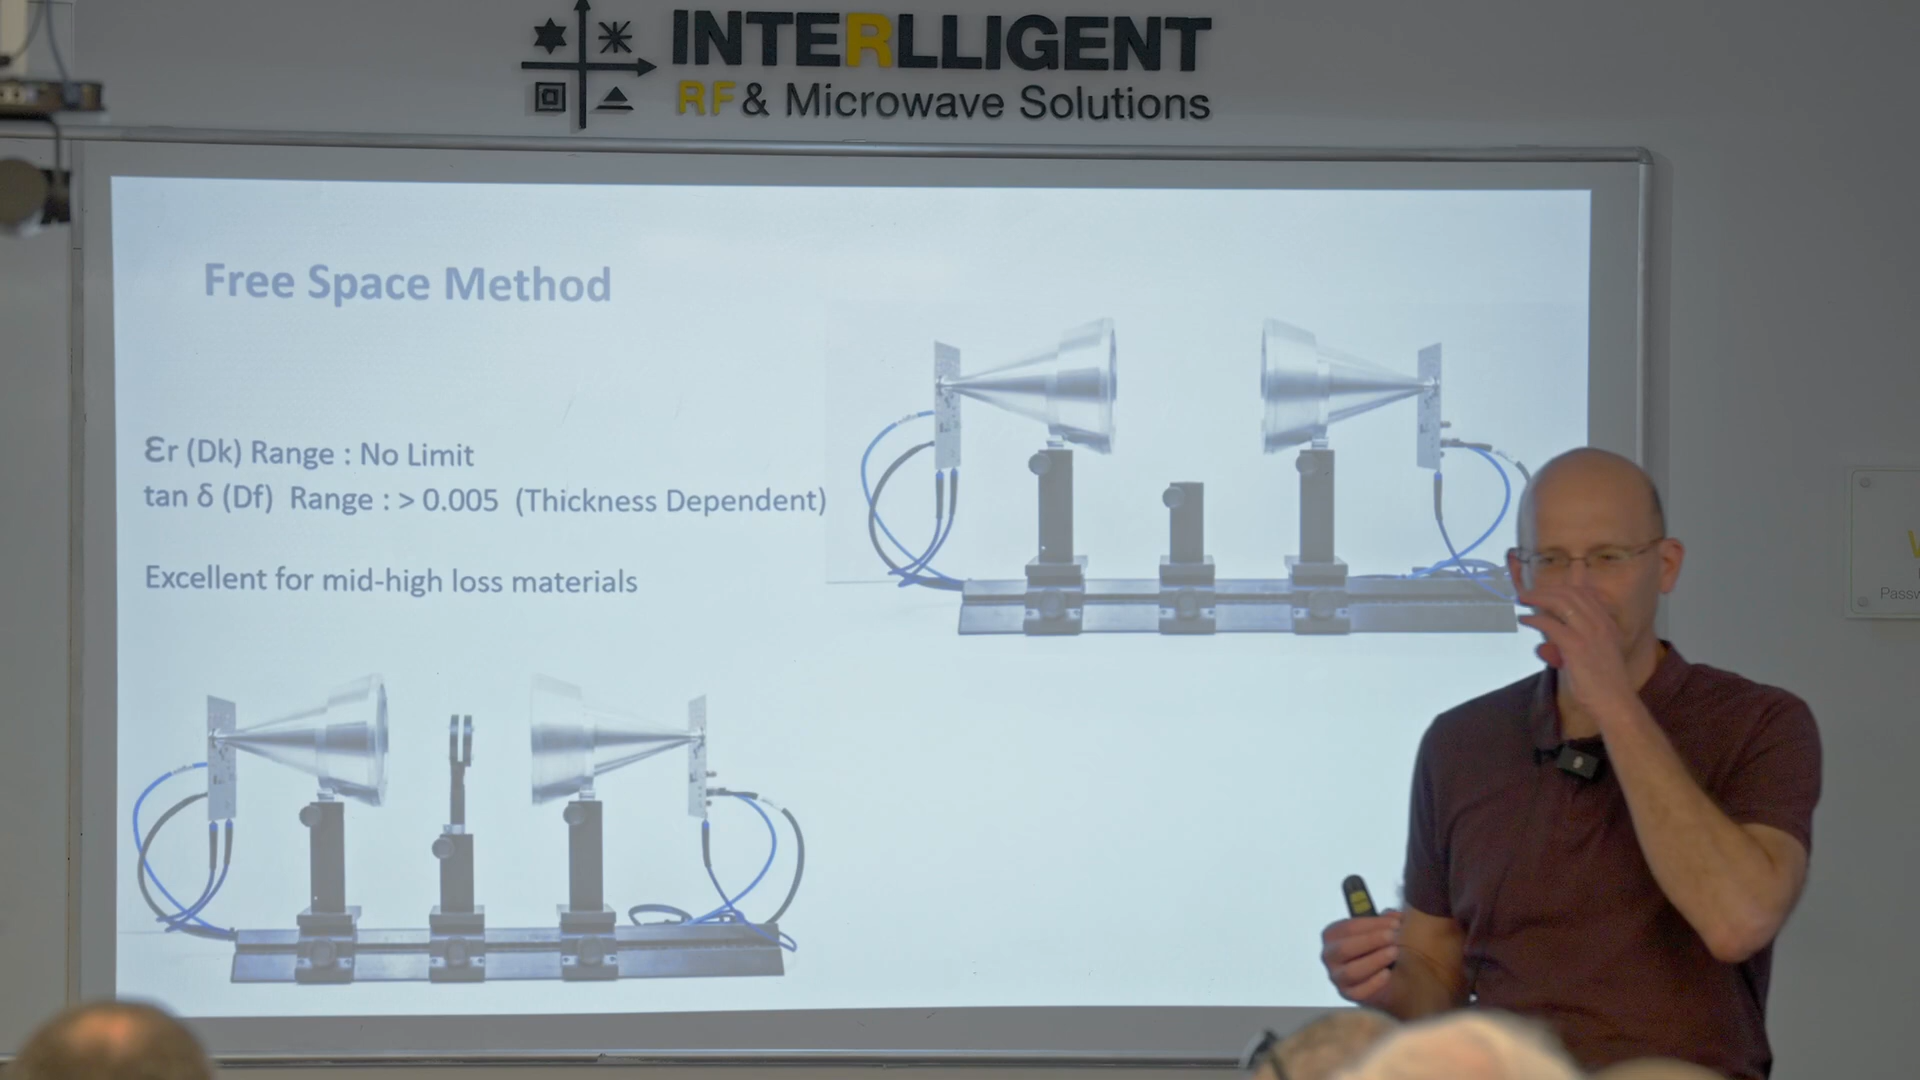 INTERLLIGENT
RF & Microwave Solutions
Free Space Method
Ɛr (Dk) Range : No Limit
tan δ (Df) Range : > 0.005 (Thickness Dependent)
Excellent for mid-high loss materials